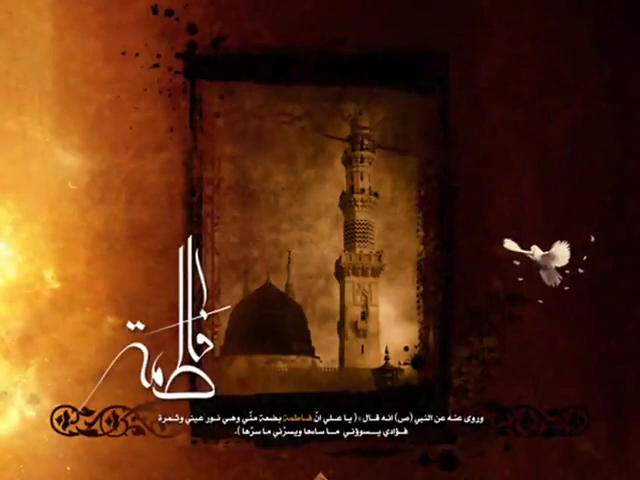 فاطمة
وروي عنه عن النبي (ص) انه قال : ( يا علي انّ فاطمة بضعة منّي وهي نور عيني وثمرة
فؤادي يسوؤني ما ساءها ويسرّني ما سرّها ).